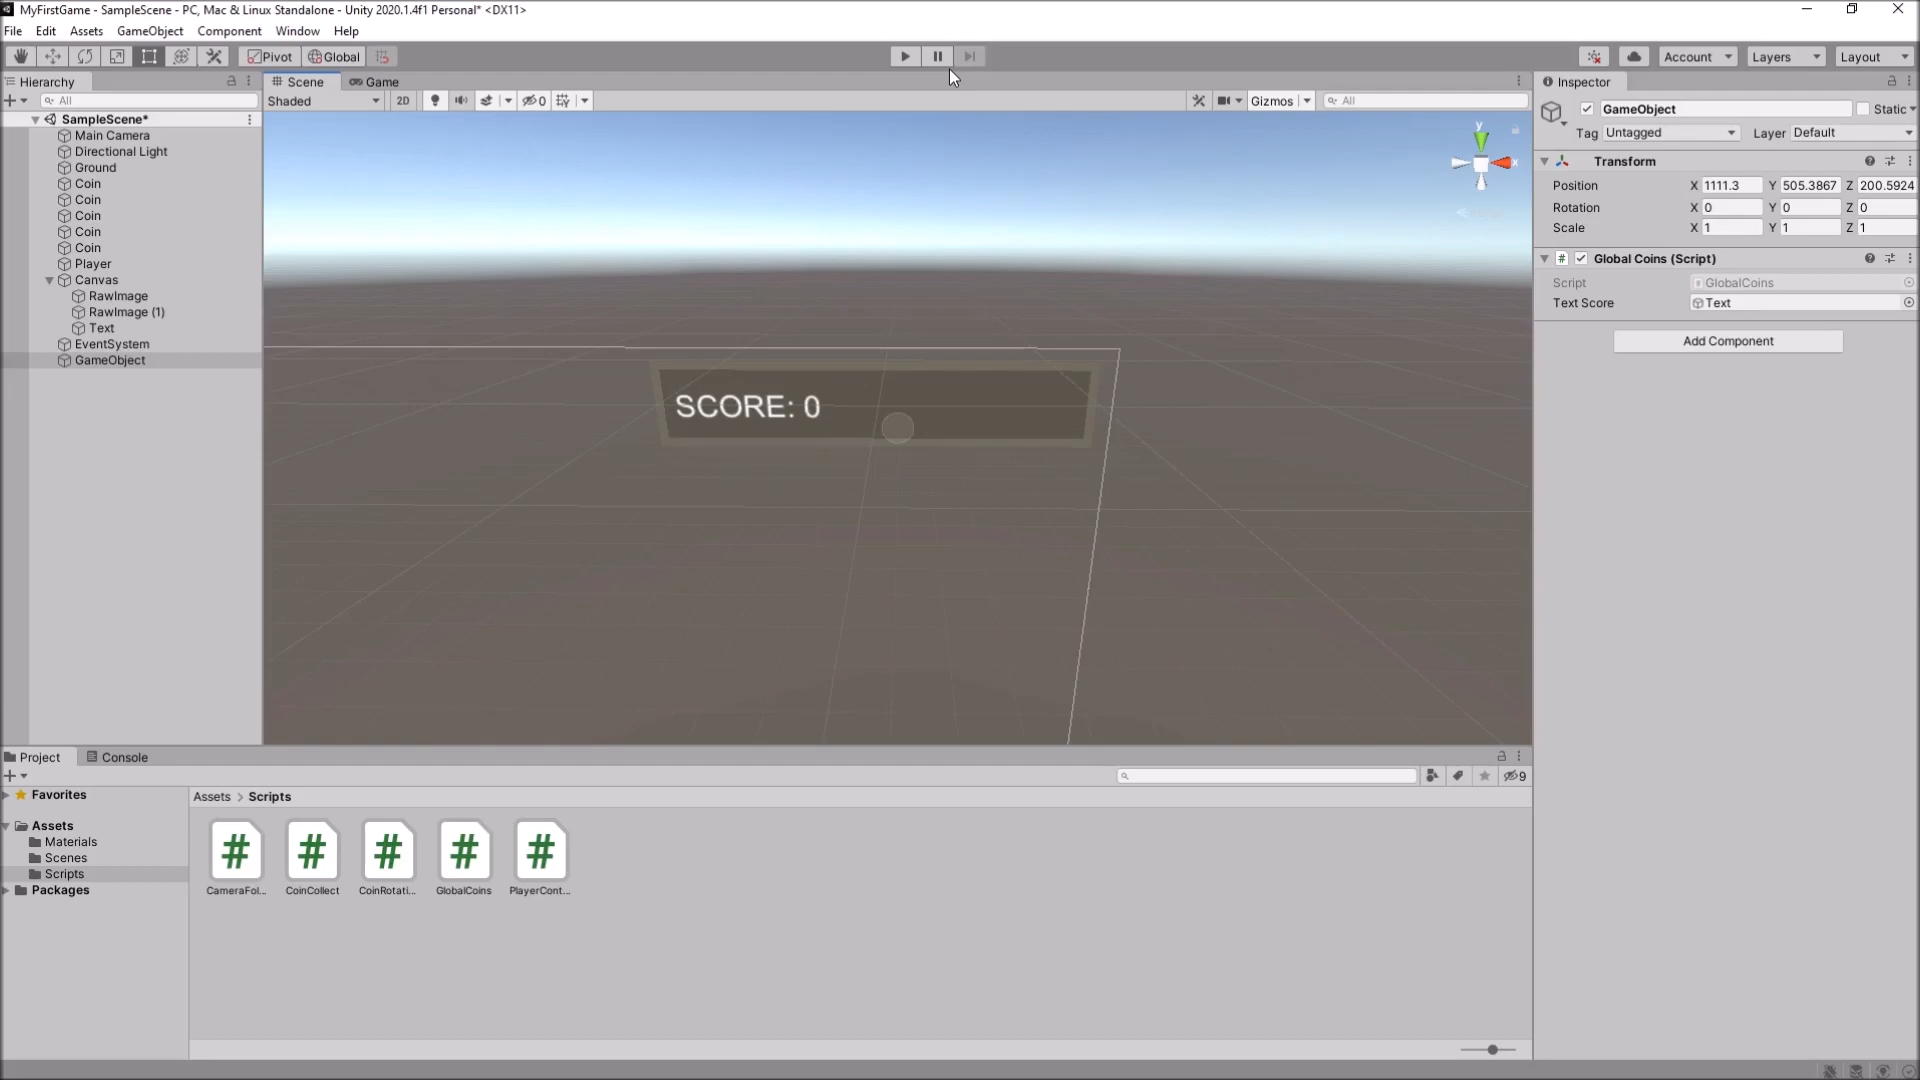 MyFirstGame - SampleScene - PC, Mac & Linux Standalone - Unity 2020.1.4f1 Personal* <DX11>
File Edit Assets GameObject Component Window Help
Pivot Global Account Layers Layout
Hierarchy
All
SampleScene*
Main Camera
Directional Light
Ground
Coin
Coin
Coin
Coin
Coin
Player
Canvas
RawImage
RawImage (1)
Text
EventSystem
GameObject
Scene Game
Shaded 2D 0 Gizmos All
y
x
SCORE: 0
Inspector
GameObject Static
Tag Untagged Layer Default
Transform
Position X 1111.3 Y 505.3867 Z 200.5924
Rotation X 0 Y 0 Z 0
Scale X 1 Y 1 Z 1
# Global Coins (Script)
Script GlobalCoins
Text Score Text
Add Component
Project Console
9
Favorites
Assets
Materials
Scenes
Scripts
Packages
Assets > Scripts
# # # # #
CameraFol... CoinCollect CoinRotati... GlobalCoins PlayerCont...